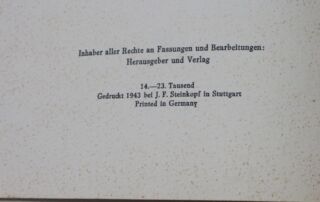 Inhaber aller Rechte an Fassungen und Bearbeitungen:
Herausgeber und Verlag
14.—23. Tausend
Gedruckt 1943 bei J. F. Steinkopf in Stuttgart
Printed in Germany